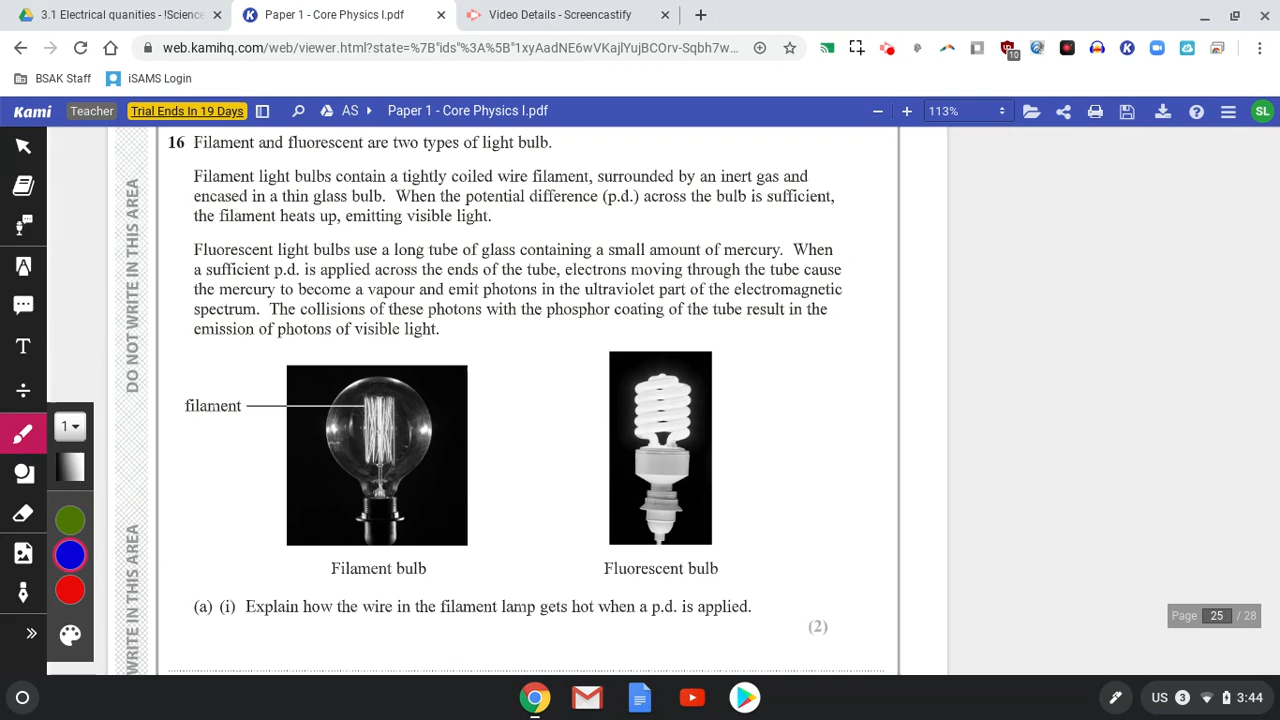 3.1 Electrical quanities - !Science
Paper 1 - Core Physics I.pdf
Video Details - Screencastify
web.kamihq.com/web/viewer.html?state=%7B"ids"%3A%5B"1xyAadNE6wVKajlYujBCOrv-Sqbh7w...
10
BSAK Staff
iSAMS Login
Kami
Teacher
Trial Ends In 19 Days
AS
Paper 1 - Core Physics I.pdf
113%
SL
16 Filament and fluorescent are two types of light bulb.
Filament light bulbs contain a tightly coiled wire filament, surrounded by an inert gas and
encased in a thin glass bulb. When the potential difference (p.d.) across the bulb is sufficient,
the filament heats up, emitting visible light.
Fluorescent light bulbs use a long tube of glass containing a small amount of mercury. When
a sufficient p.d. is applied across the ends of the tube, electrons moving through the tube cause
the mercury to become a vapour and emit photons in the ultraviolet part of the electromagnetic
spectrum. The collisions of these photons with the phosphor coating of the tube result in the
emission of photons of visible light.
DO NOT WRITE IN THIS AREA
filament
Filament bulb
Fluorescent bulb
(a) (i) Explain how the wire in the filament lamp gets hot when a p.d. is applied.
(2)
WRITE IN THIS AREA
1
Page 25 / 28
US 3 3:44